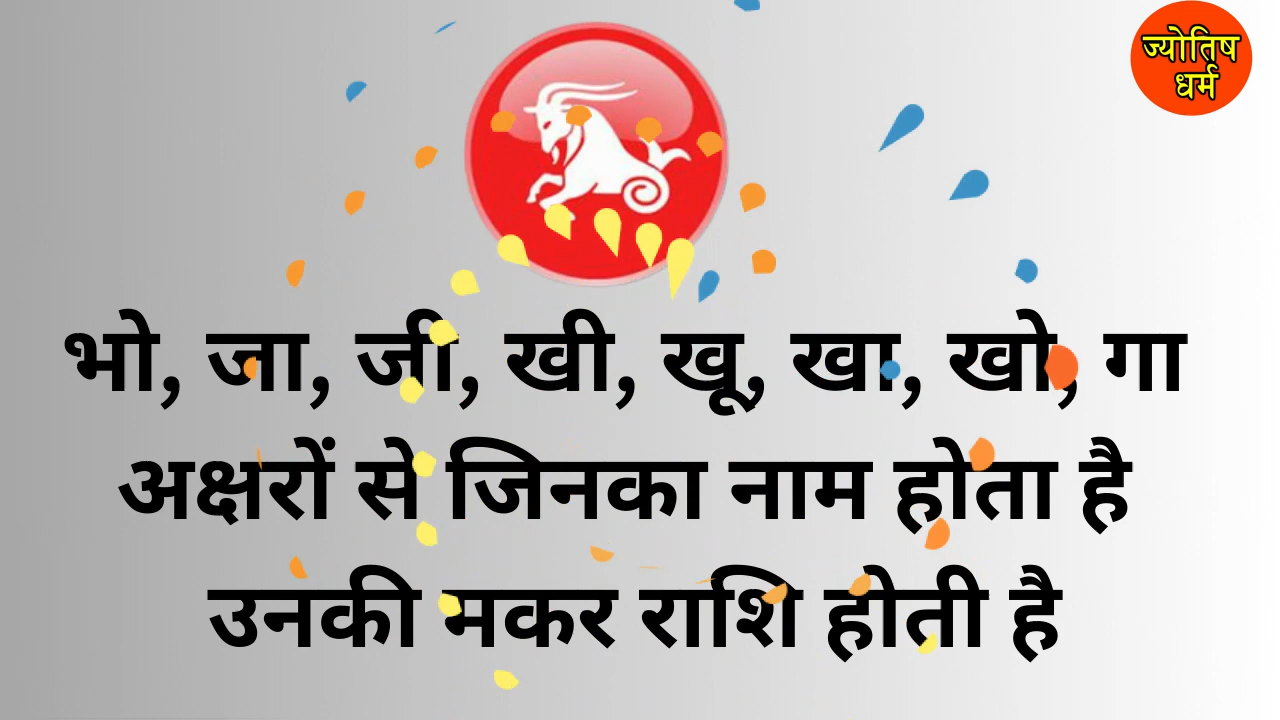 ज्योतिष
धर्म
भो, जा, जी, खी, खू, खा, खो, गा
अक्षरों से जिनका नाम होता है
उनकी मकर राशि होती है